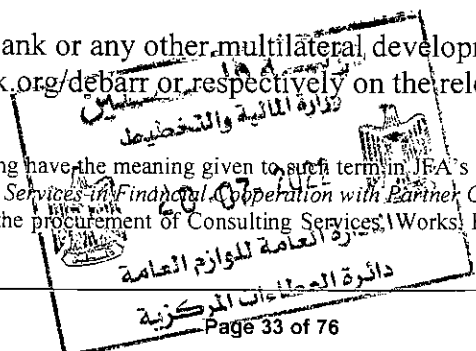 ank or any other multilateral developm
k.org/debarr or respectively on the rele
وزارة المالية والتخطيط
ng have the meaning given to such term in JFA's
Services in Financial Cooperation with Partner C
the procurement of Consulting Services, Works,
الإدارة العامة للوازم العامة
دائرة العطاءات المركزية
Page 33 of 76